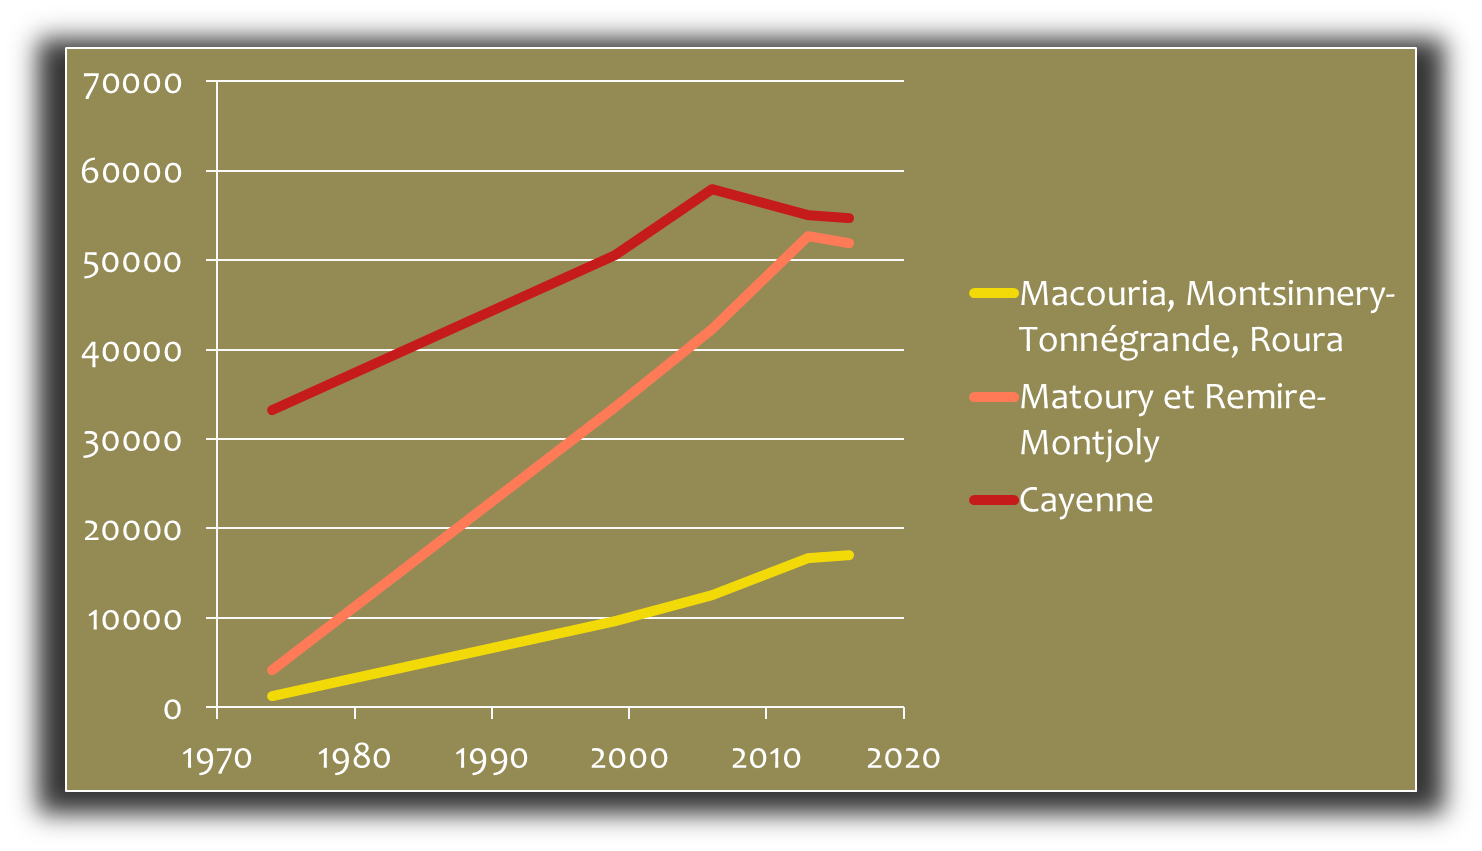 70000
60000
50000
40000
30000
20000
10000
0
1970 1980 1990 2000 2010 2020
Macouria, Montsinnery-
Tonnégrande, Roura
Matoury et Remire-
Montjoly
Cayenne